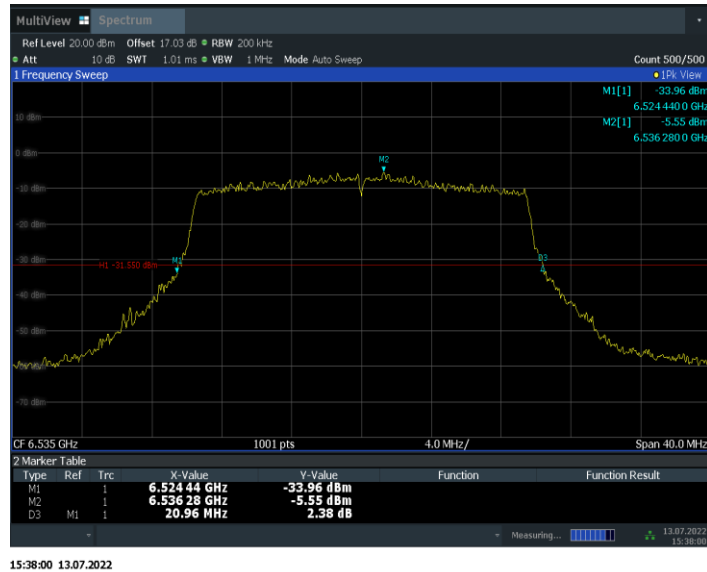 MultiView Spectrum
Ref Level 20.00 dBm Offset 17.03 dB RBW 200 kHz
Att 10 dB SWT 1.01 ms VBW 1 MHz Mode Auto Sweep Count 500/500
1 Frequency Sweep 1Pk View
M1[1] -33.96 dBm
6.524 440 0 GHz
M2[1] -5.55 dBm
6.536 280 0 GHz
10 dBm
0 dBm
M2
-10 dBm
-20 dBm
-30 dBm
H1 -31.550 dBm M1 D3
-40 dBm
-50 dBm
-70 dBm
CF 6.535 GHz 1001 pts 4.0 MHz/ Span 40.0 MHz
2 Marker Table
Type Ref Trc X-Value Y-Value Function Function Result
M1 1 6.524 44 GHz -33.96 dBm
M2 1 6.536 28 GHz -5.55 dBm
D3 M1 1 20.96 MHz 2.38 dB
Measuring... 13.07.2022
15:38:00
15:38:00 13.07.2022